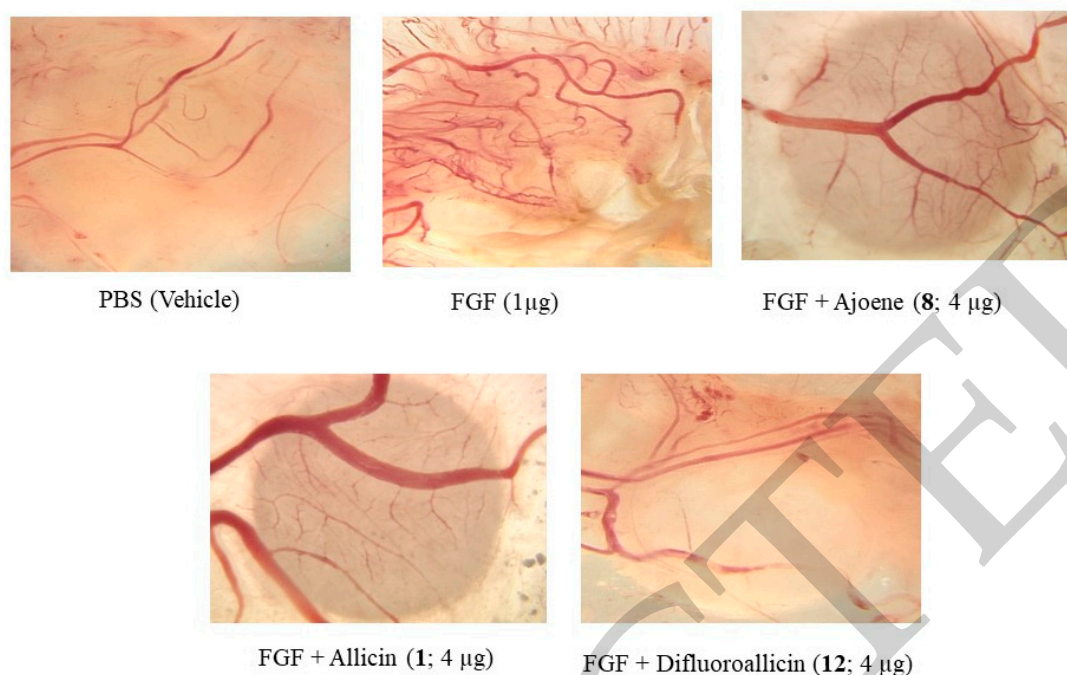 PBS (Vehicle)
FGF (1µg)
FGF + Ajoene (8; 4 µg)
FGF + Allicin (1; 4 µg)
FGF + Difluoroallicin (12; 4 µg)